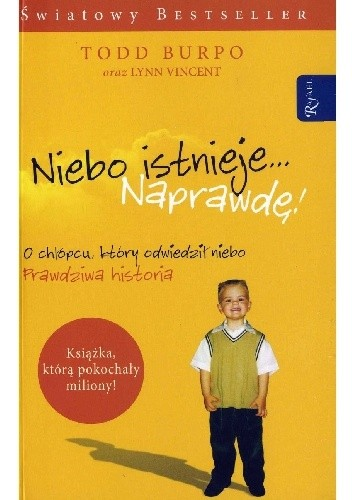 Światowy Bestseller
TODD BURPO
oraz LYNN VINCENT
Rafael
Niebo istnieje...
Naprawdę!
O chłopcu, który odwiedził niebo
Prawdziwa historia
Książka,
którą pokochały
miliony!